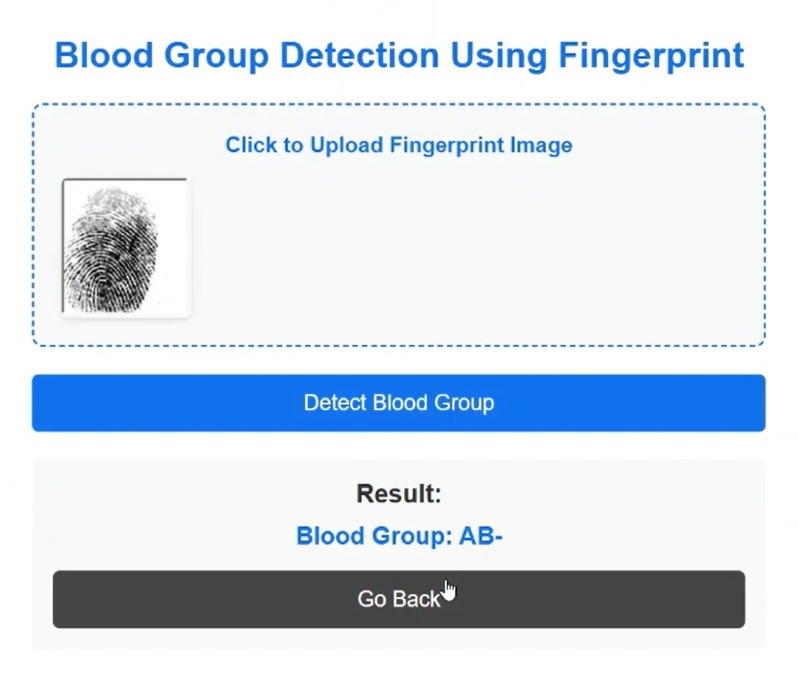 Blood Group Detection Using Fingerprint
Click to Upload Fingerprint Image
Detect Blood Group
Result:
Blood Group: AB-
Go Back